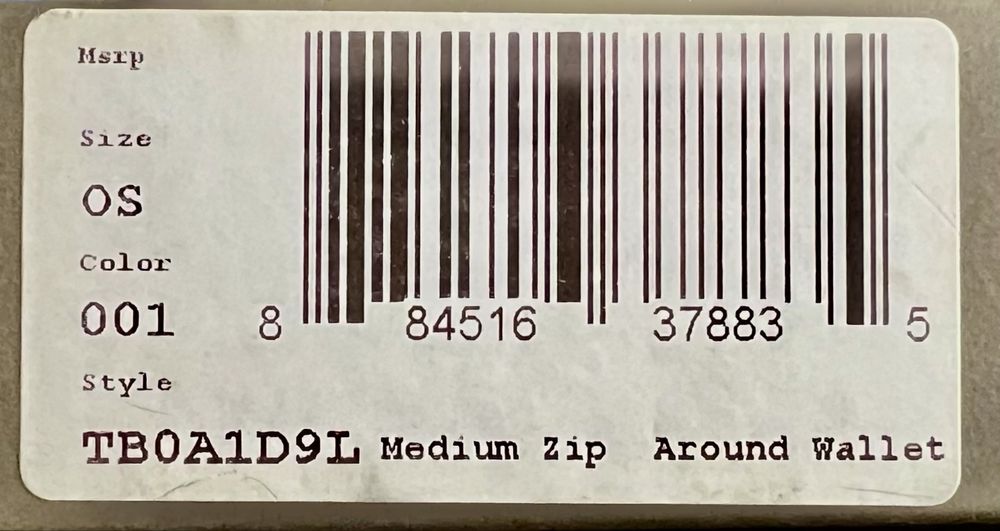 Msrp
Size
OS
Color
001
8 84516 37883 5
Style
TB0A1D9L Medium Zip Around Wallet